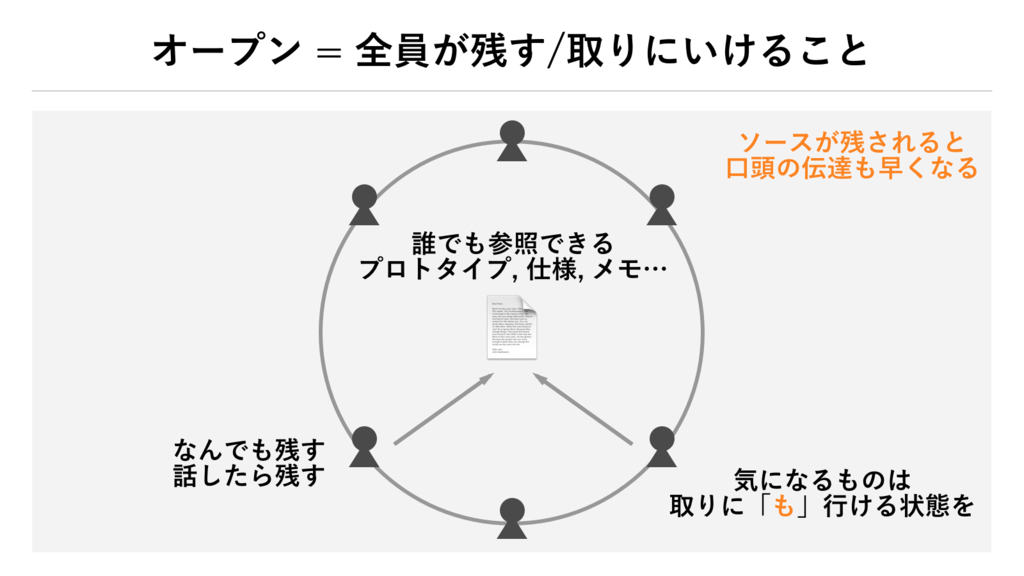 オープン = 全員が残す/取りにいけること
ソースが残されると
口頭の伝達も早くなる
誰でも参照できる
プロトタイプ, 仕様, メモ…
なんでも残す
話したら残す
気になるものは
取りに「も」行ける状態を